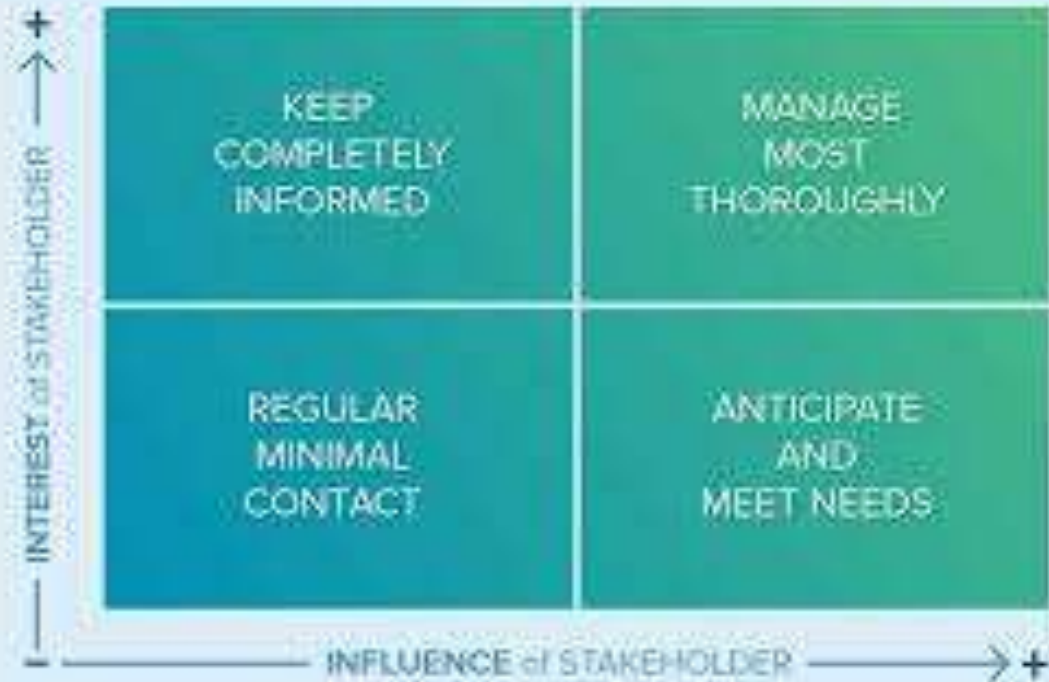 +
KEEP
COMPLETELY
INFORMED
MANAGE
MOST
THOROUGHLY
INTEREST of STAKEHOLDER
REGULAR
MINIMAL
CONTACT
ANTICIPATE
AND
MEET NEEDS
-
INFLUENCE of STAKEHOLDER
+